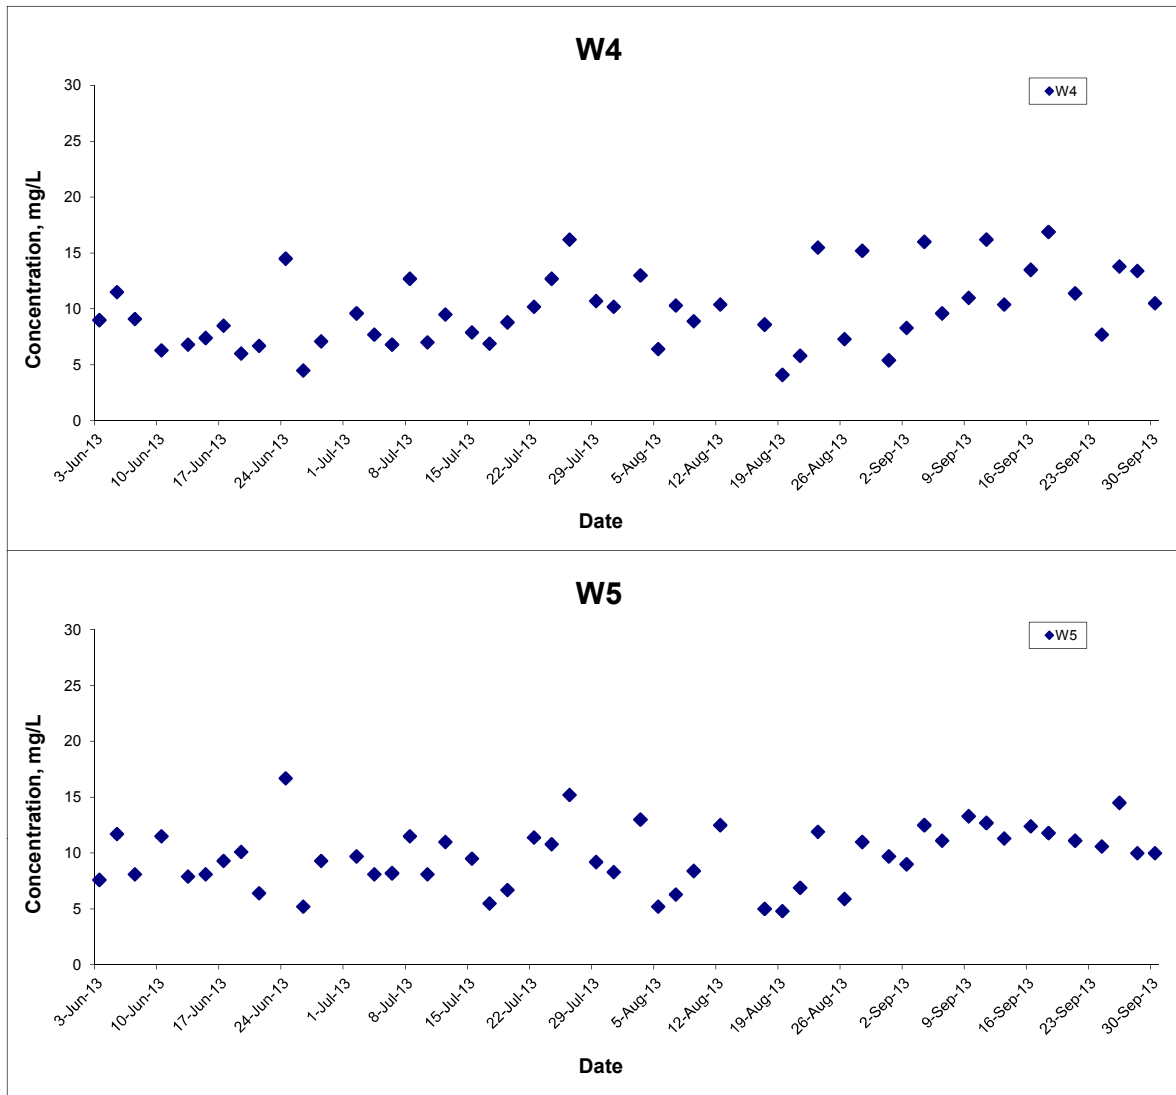 W4
30
25
20
15
10
5
0
Concentration, mg/L
W4
3-Jun-13
10-Jun-13
17-Jun-13
24-Jun-13
1-Jul-13
8-Jul-13
15-Jul-13
22-Jul-13
29-Jul-13
5-Aug-13
12-Aug-13
19-Aug-13
26-Aug-13
2-Sep-13
9-Sep-13
16-Sep-13
23-Sep-13
30-Sep-13
Date
W5
30
25
20
15
10
5
0
Concentration, mg/L
W5
3-Jun-13
10-Jun-13
17-Jun-13
24-Jun-13
1-Jul-13
8-Jul-13
15-Jul-13
22-Jul-13
29-Jul-13
5-Aug-13
12-Aug-13
19-Aug-13
26-Aug-13
2-Sep-13
9-Sep-13
16-Sep-13
23-Sep-13
30-Sep-13
Date